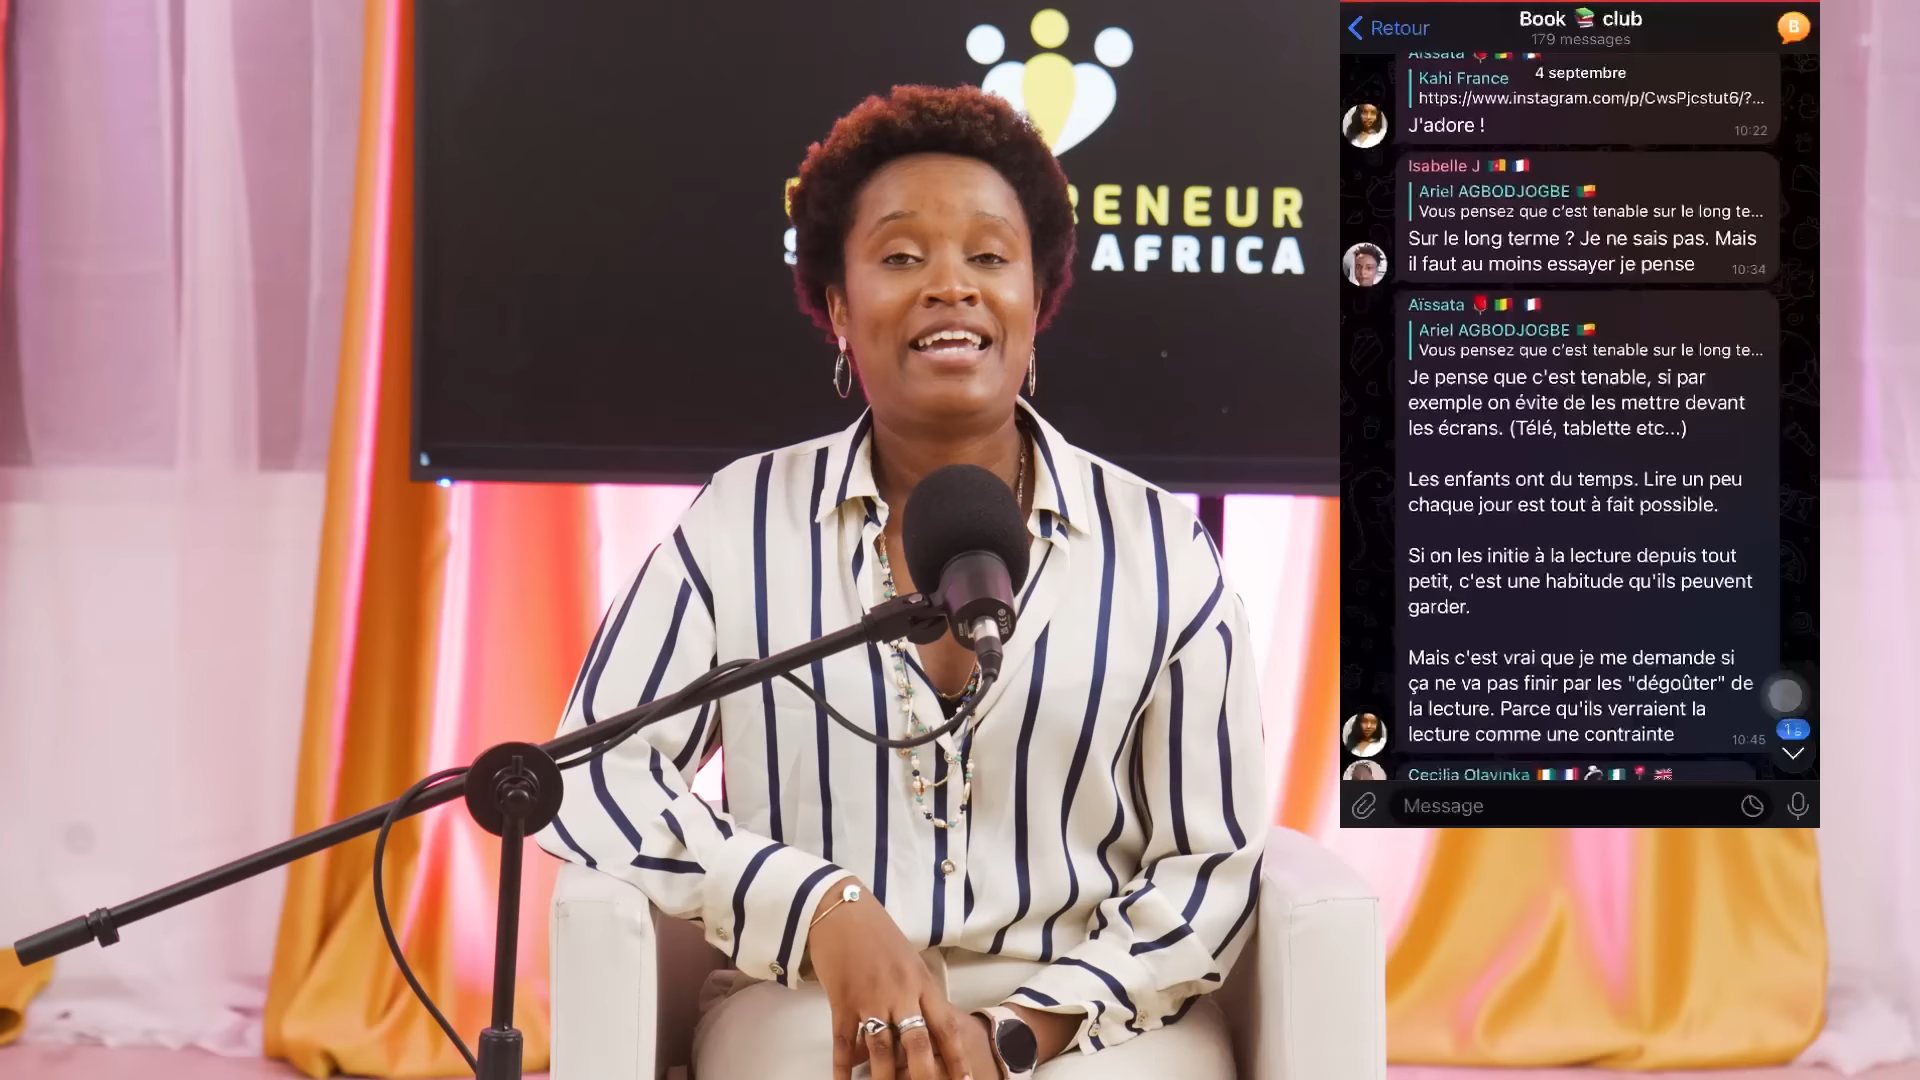 RENEUR
AFRICA
Retour
Book 📚 club
179 messages
B
Aïssata 🌹 🇲🇱 🇫🇷
4 septembre
Kahi France
https://www.instagram.com/p/CwsPjcstut6/?...
J'adore !
10:22
Isabelle J 🇨🇲 🇫🇷
Ariel AGBODJOGBE 🇧🇯
Vous pensez que c'est tenable sur le long te...
Sur le long terme ? Je ne sais pas. Mais
il faut au moins essayer je pense
10:34
Aïssata 🌹 🇲🇱 🇫🇷
Ariel AGBODJOGBE 🇧🇯
Vous pensez que c'est tenable sur le long te...
Je pense que c'est tenable, si par
exemple on évite de les mettre devant
les écrans. (Télé, tablette etc...)
Les enfants ont du temps. Lire un peu
chaque jour est tout à fait possible.
Si on les initie à la lecture depuis tout
petit, c'est une habitude qu'ils peuvent
garder.
Mais c'est vrai que je me demande si
ça ne va pas finir par les "dégoûter" de
la lecture. Parce qu'ils verraient la
lecture comme une contrainte
10:45
Cecilia Olayinka
Message